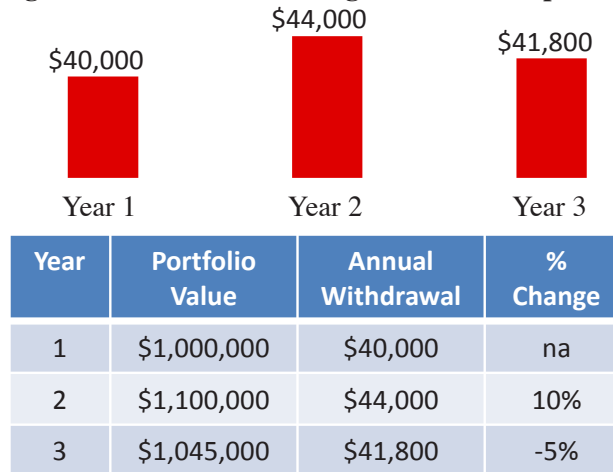 $44,000
$40,000
$41,800
Year 1 Year 2 Year 3
Year Portfolio Value Annual Withdrawal % Change
1 $1,000,000 $40,000 na
2 $1,100,000 $44,000 10%
3 $1,045,000 $41,800 -5%